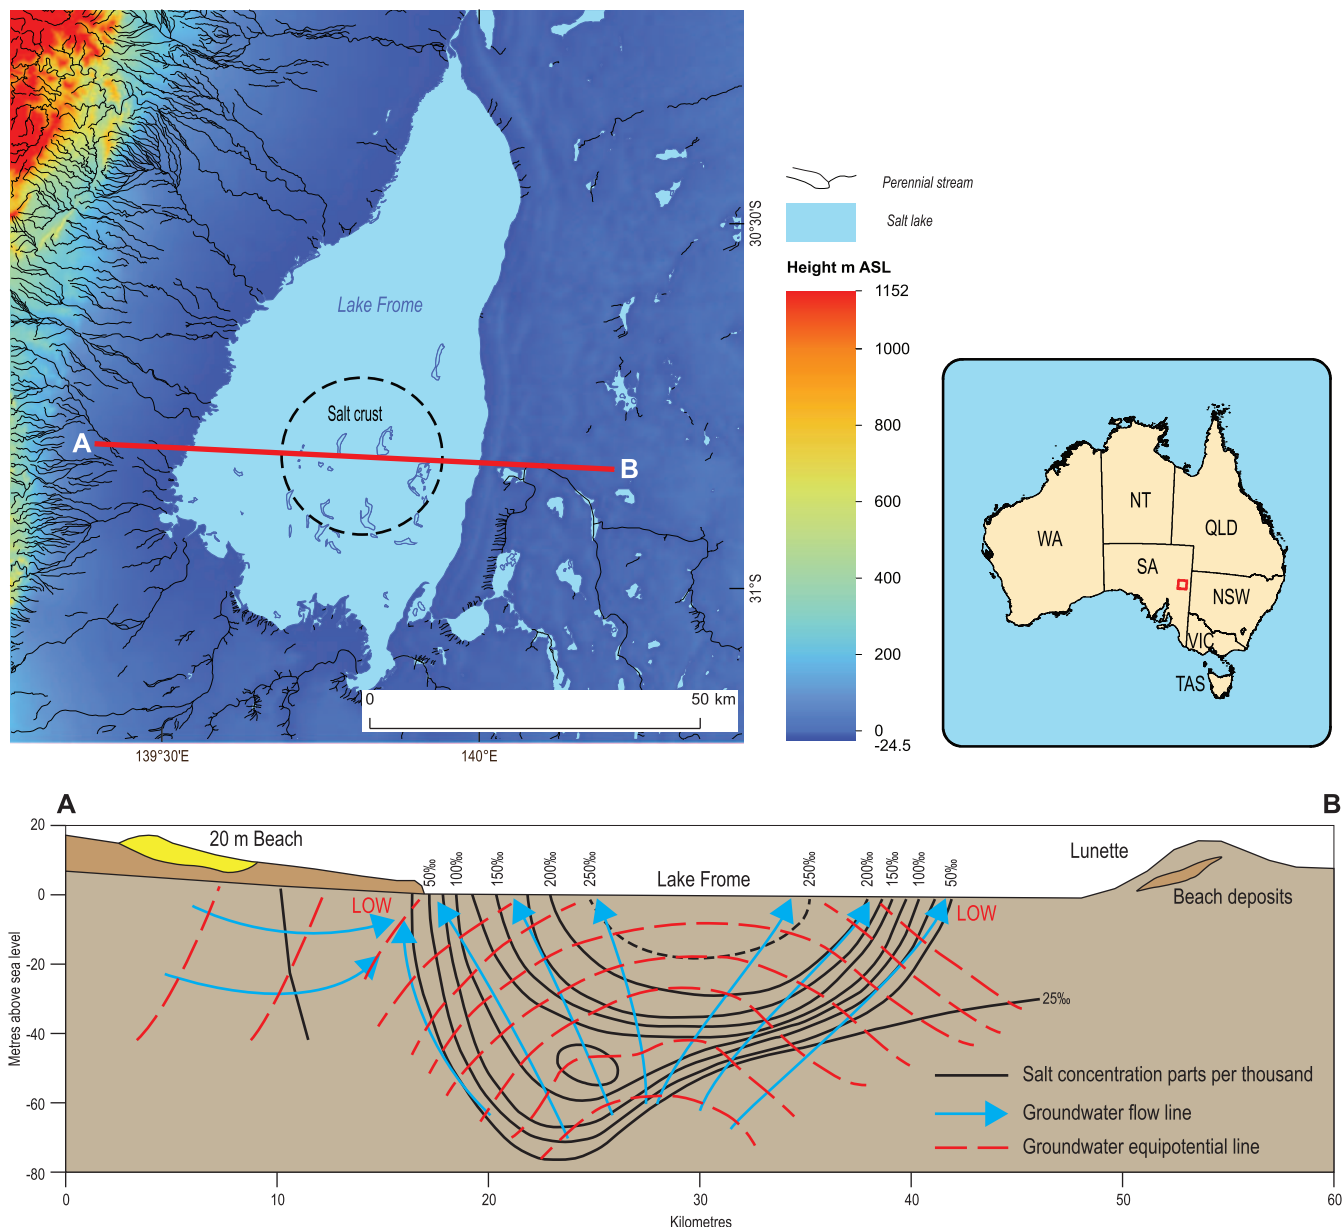 Lake Frome
Salt crust
A
B
0
50 km
139°30'E
140°E
30°30'S
31°S
Perennial stream
Salt lake
Height m ASL
1152
1000
800
600
400
200
0
-24.5
WA
NT
QLD
SA
NSW
VIC
TAS
A
B
20
0
-20
-40
-60
-80
Metres above sea level
20 m Beach
LOW
50‰
100‰
150‰
200‰
250‰
Lake Frome
250‰
200‰
150‰
100‰
50‰
LOW
Lunette
Beach deposits
25‰
Salt concentration parts per thousand
Groundwater flow line
Groundwater equipotential line
0
10
20
30
40
50
60
Kilometres